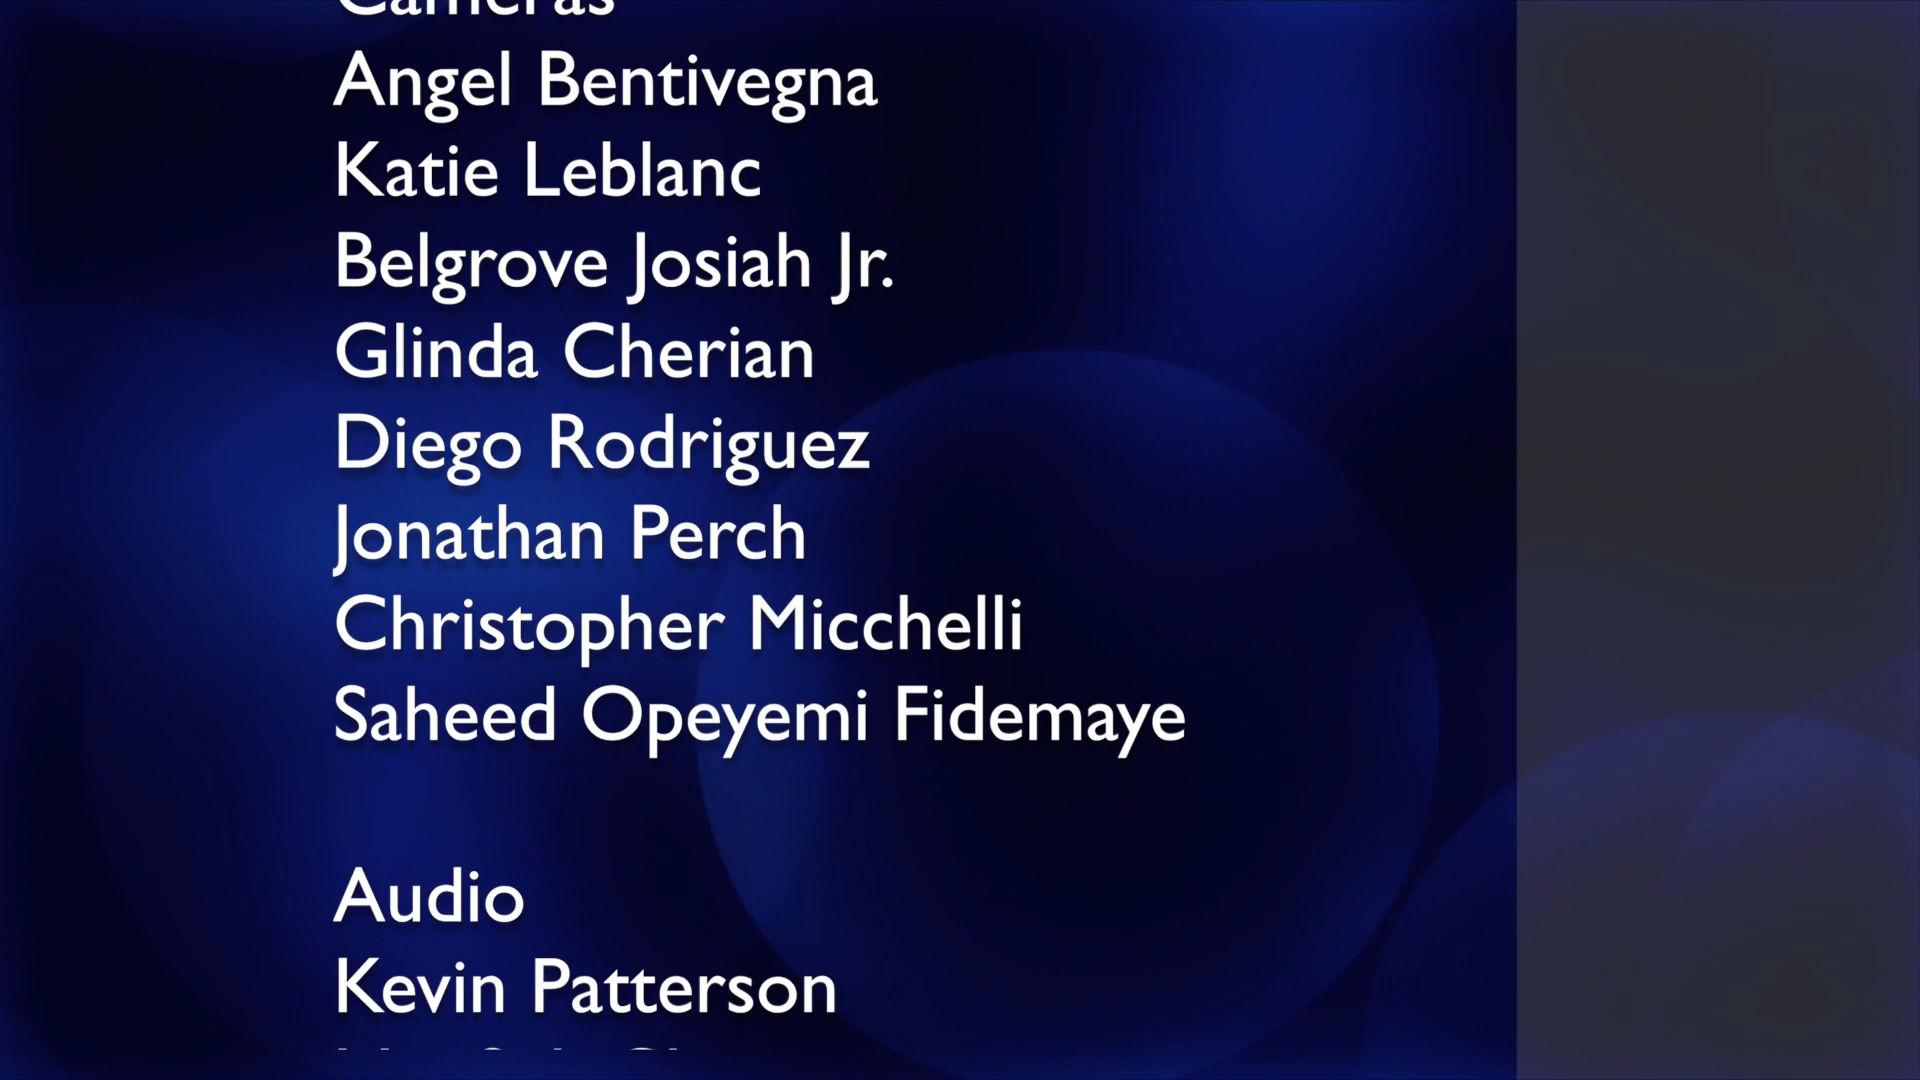 Cameras
Angel Bentivegna
Katie Leblanc
Belgrove Josiah Jr.
Glinda Cherian
Diego Rodriguez
Jonathan Perch
Christopher Micchelli
Saheed Opeyemi Fidemaye
Audio
Kevin Patterson